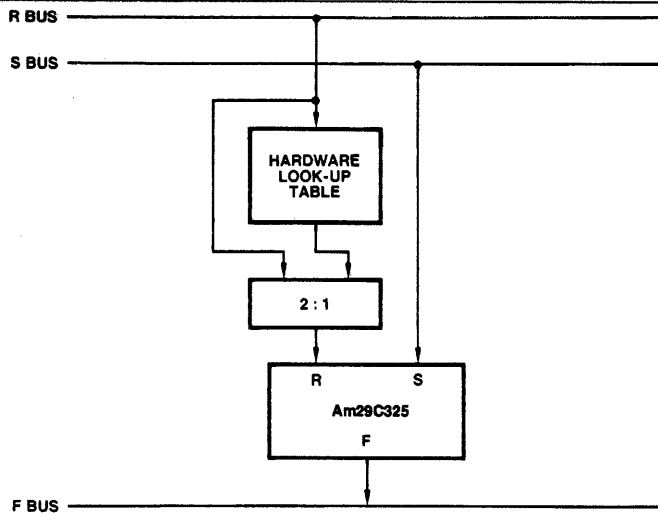 R BUS
S BUS
HARDWARE
LOOK-UP
TABLE
2 : 1
R S
Am29C325
F
F BUS